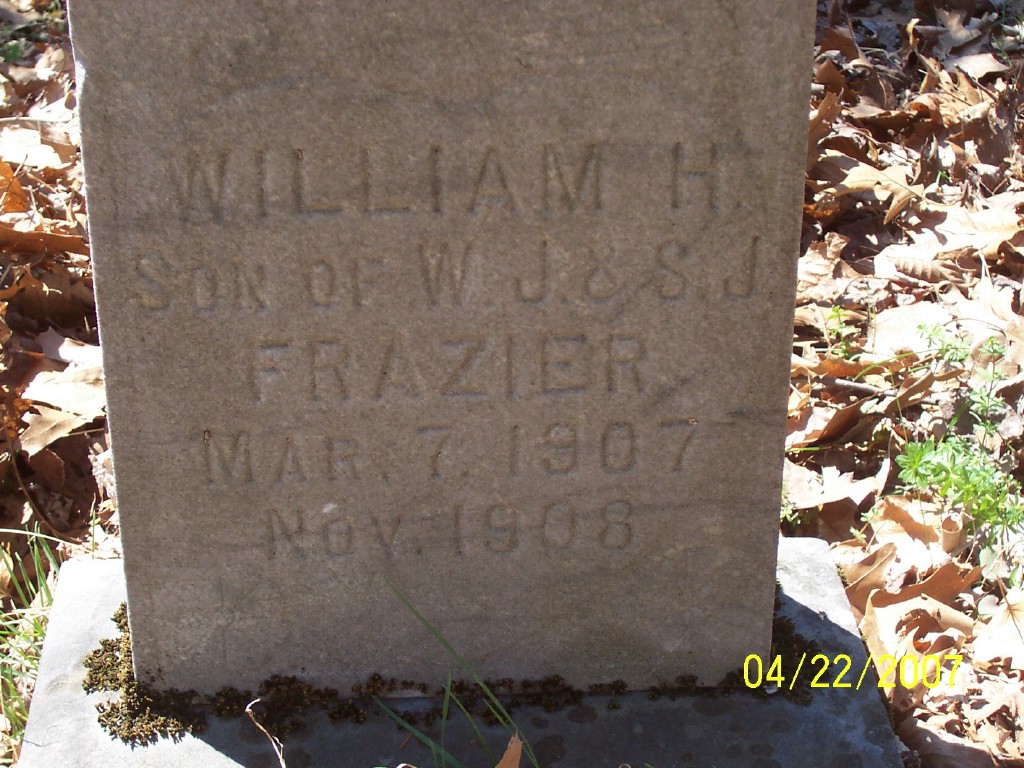 WILLIAM H.
SON OF W. J. & S. J.
FRAZIER
MAR. 7. 1907
NOV. 1908
04/22/2007